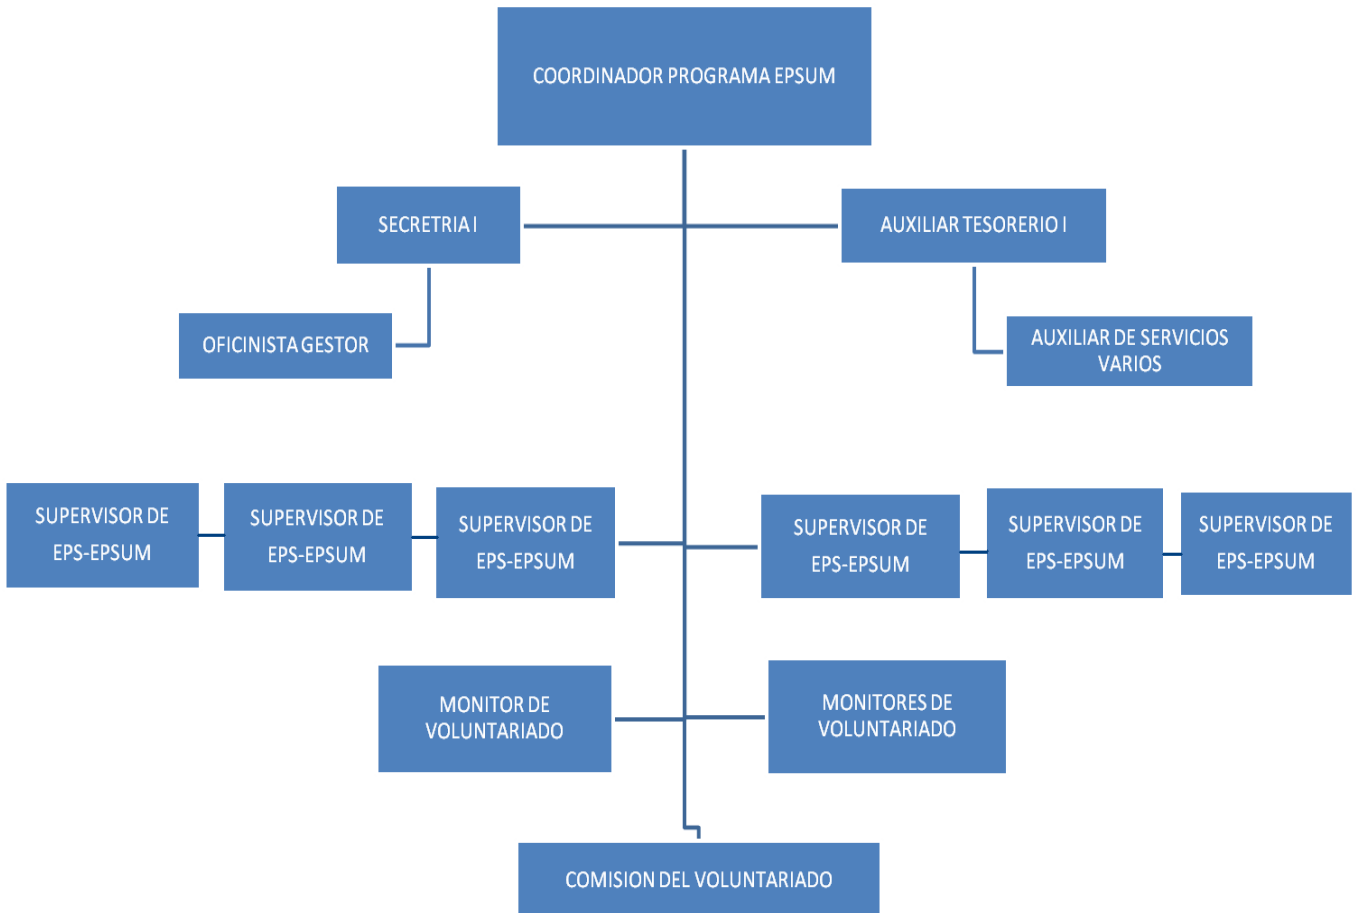 COORDINADOR PROGRAMA EPSUM
SECRETRIA I
AUXILIAR TESORERIO I
OFICINISTA GESTOR
AUXILIAR DE SERVICIOS
VARIOS
SUPERVISOR DE
EPS-EPSUM
SUPERVISOR DE
EPS-EPSUM
SUPERVISOR DE
EPS-EPSUM
SUPERVISOR DE
EPS-EPSUM
SUPERVISOR DE
EPS-EPSUM
SUPERVISOR DE
EPS-EPSUM
MONITOR DE
VOLUNTARIADO
MONITORES DE
VOLUNTARIADO
COMISION DEL VOLUNTARIADO